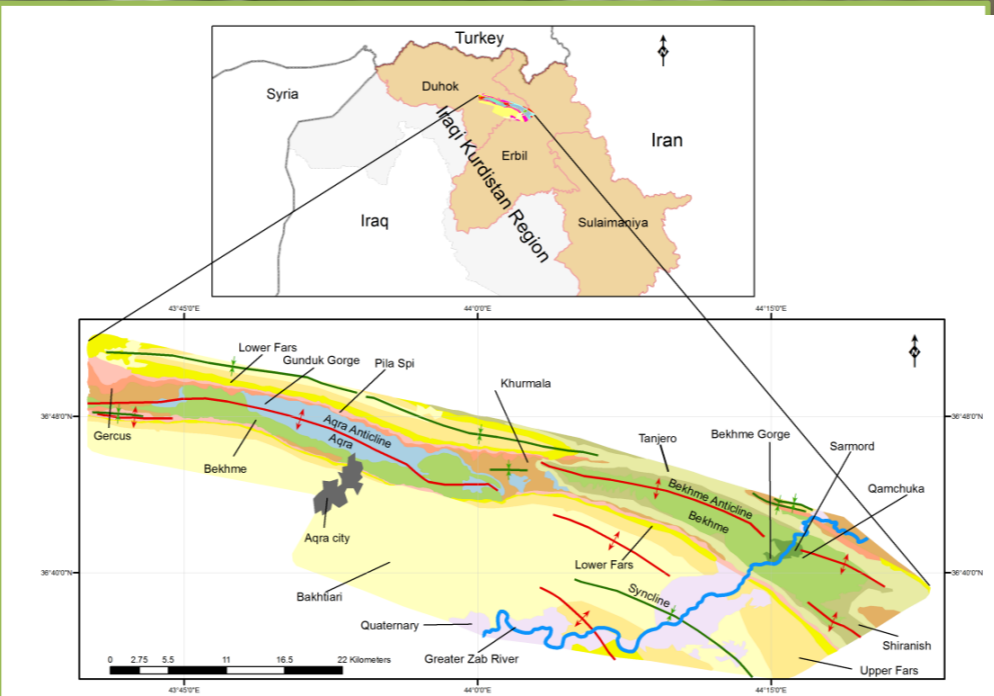 Turkey
N
Syria
Duhok
Iran
Iraqi Kurdistan Region
Erbil
Iraq
Sulaimaniya
43°45'0"E
44°0'0"E
44°15'0"E
N
Lower Fars
Gunduk Gorge
Pila Spi
Khurmala
36°48'0"N
36°48'0"N
Gercus
Aqra Anticline
Aqra
Tanjero
Bekhme Gorge
Sarmord
Bekhme
Bekhme Anticline
Qamchuka
Bekhme
Aqra city
Lower Fars
36°40'0"N
36°40'0"N
Bakhtiari
Syncline
Quaternary
Shiranish
Greater Zab River
Upper Fars
0 2.75 5.5 11 16.5 22 Kilometers
43°45'0"E
44°0'0"E
44°15'0"E